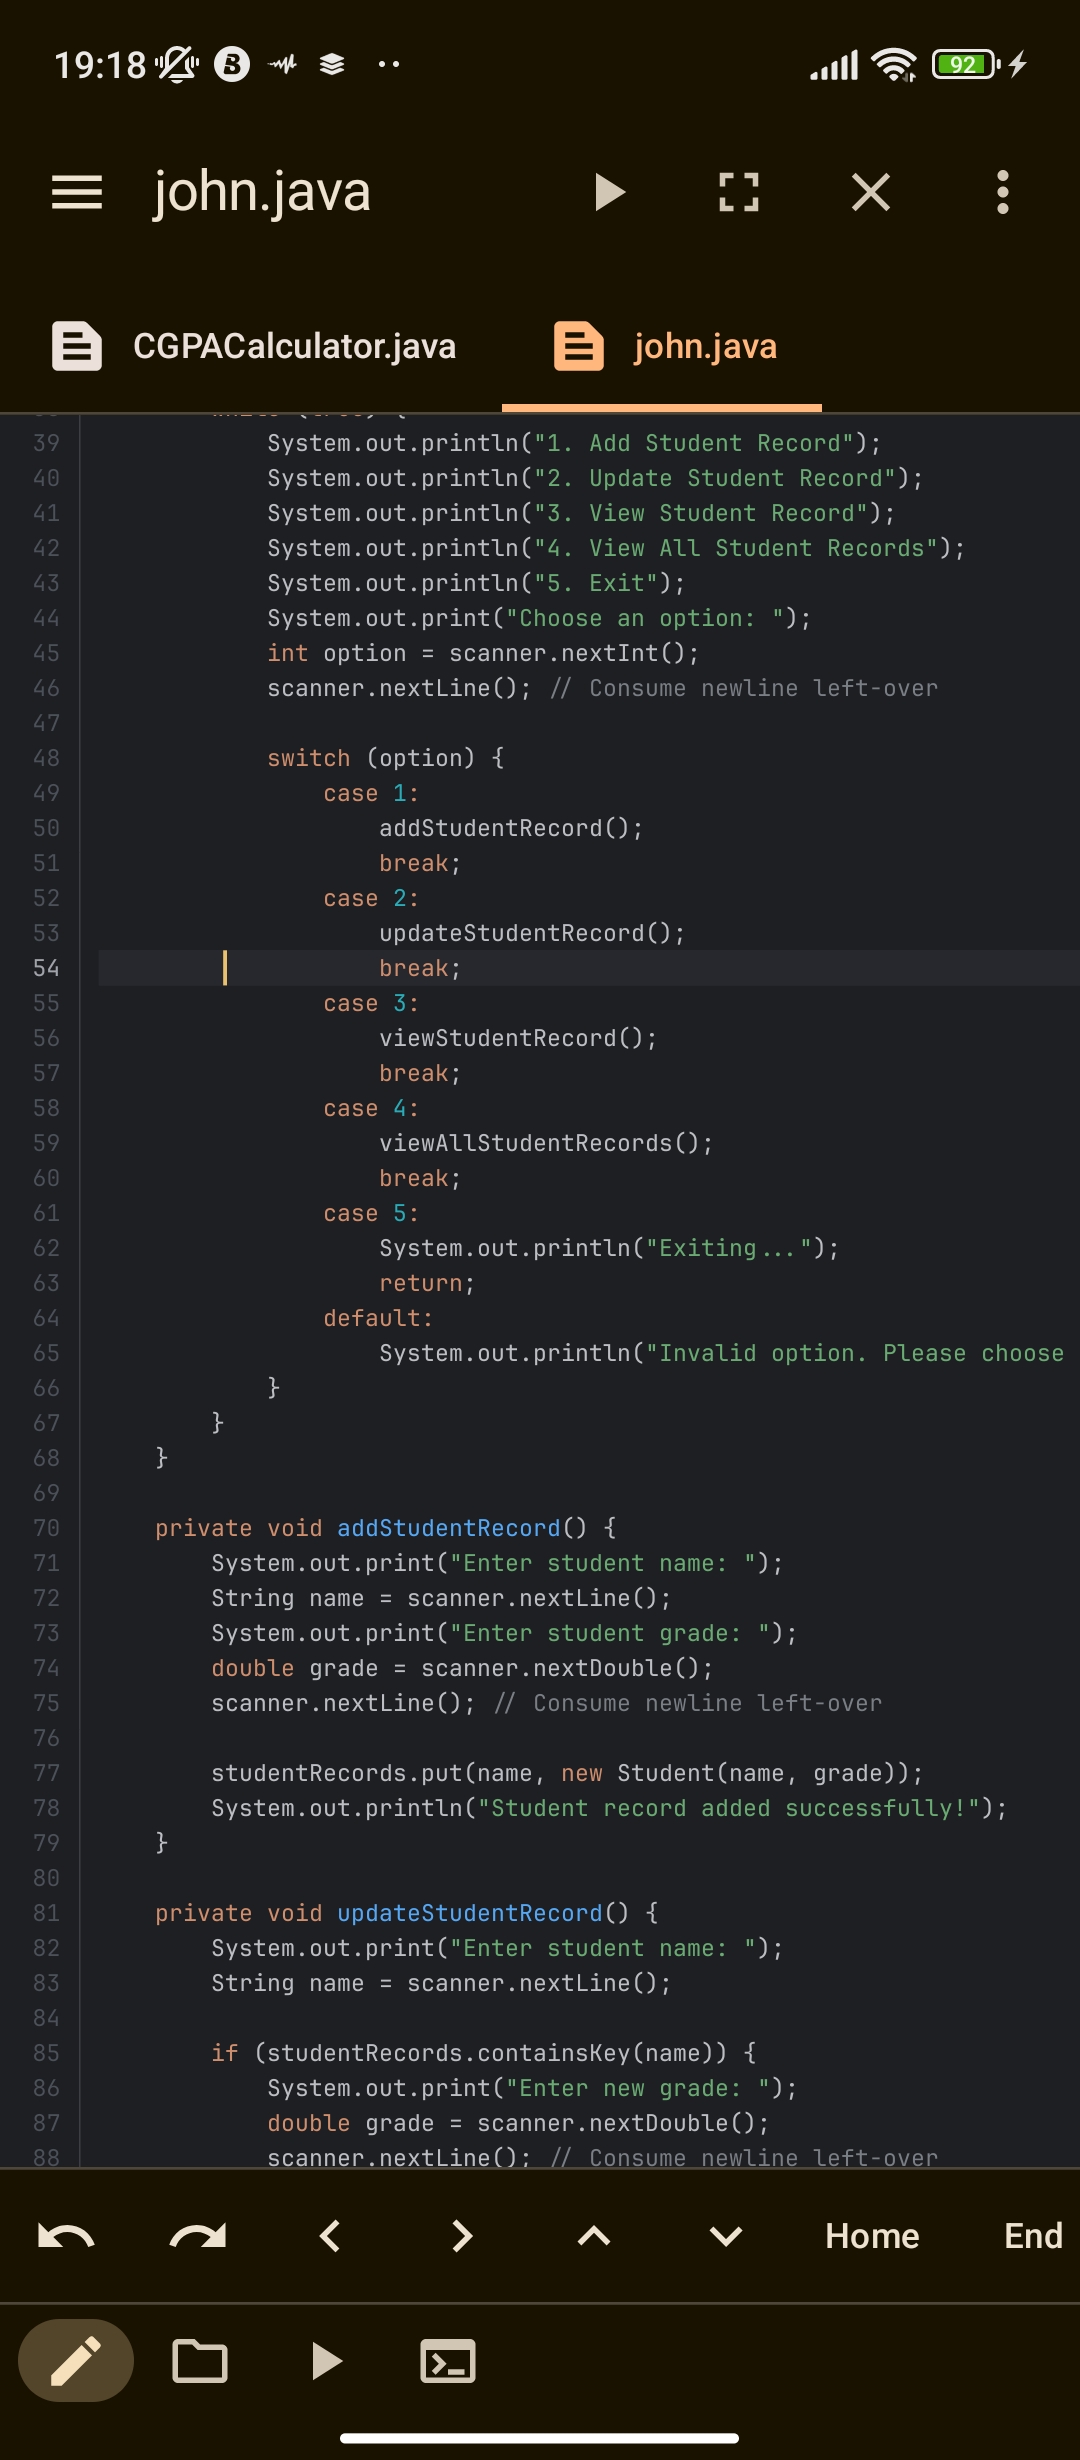 19:18
92
john.java
CGPACalculator.java
john.java
39 System.out.println("1. Add Student Record");
40 System.out.println("2. Update Student Record");
41 System.out.println("3. View Student Record");
42 System.out.println("4. View All Student Records");
43 System.out.println("5. Exit");
44 System.out.print("Choose an option: ");
45 int option = scanner.nextInt();
46 scanner.nextLine(); // Consume newline left-over
47
48 switch (option) {
49 case 1:
50 addStudentRecord();
51 break;
52 case 2:
53 updateStudentRecord();
54 break;
55 case 3:
56 viewStudentRecord();
57 break;
58 case 4:
59 viewAllStudentRecords();
60 break;
61 case 5:
62 System.out.println("Exiting...");
63 return;
64 default:
65 System.out.println("Invalid option. Please choose
66 }
67 }
68 }
69
70 private void addStudentRecord() {
71 System.out.print("Enter student name: ");
72 String name = scanner.nextLine();
73 System.out.print("Enter student grade: ");
74 double grade = scanner.nextDouble();
75 scanner.nextLine(); // Consume newline left-over
76
77 studentRecords.put(name, new Student(name, grade));
78 System.out.println("Student record added successfully!");
79 }
80
81 private void updateStudentRecord() {
82 System.out.print("Enter student name: ");
83 String name = scanner.nextLine();
84
85 if (studentRecords.containsKey(name)) {
86 System.out.print("Enter new grade: ");
87 double grade = scanner.nextDouble();
88 scanner.nextLine(); // Consume newline left-over
Home
End